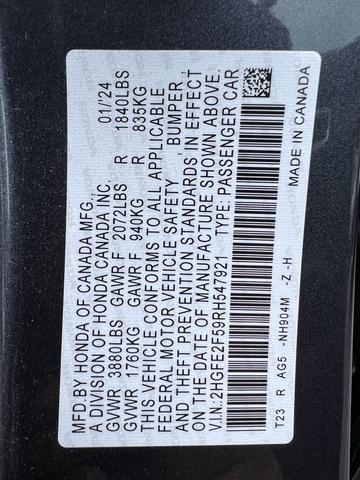 MFD BY HONDA OF CANADA MFG., 01/'24
A DIVISION OF HONDA CANADA INC.
GVWR 3880LBS GAWR F 2072LBS R 1840LBS
GVWR 1760KG GAWR F 940KG R 835KG
THIS VEHICLE CONFORMS TO ALL APPLICABLE
FEDERAL MOTOR VEHICLE SAFETY, BUMPER,
AND THEFT PREVENTION STANDARDS IN EFFECT
ON THE DATE OF MANUFACTURE SHOWN ABOVE.
V.I.N.: 2HGFE2F59RH547921 TYPE: PASSENGER CAR
T23 R AG5 -NH904M -Z -H MADE IN CANADA